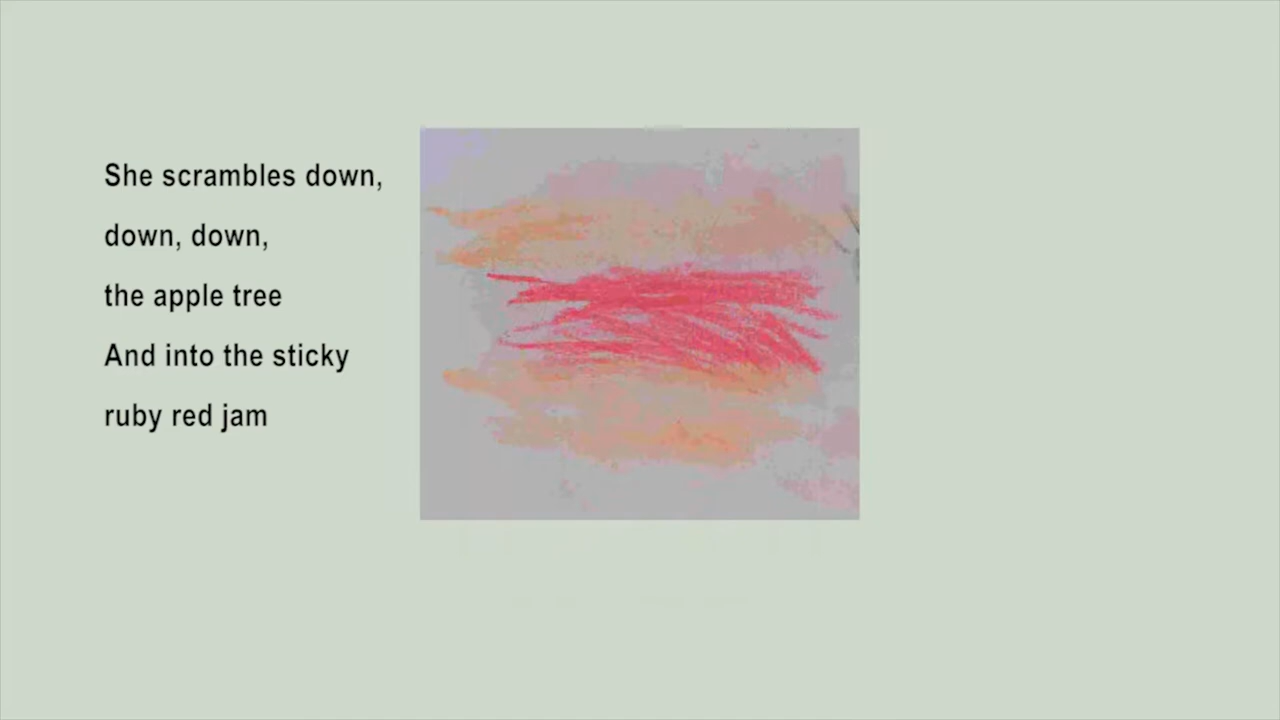 She scrambles down,
down, down,
the apple tree
And into the sticky
ruby red jam